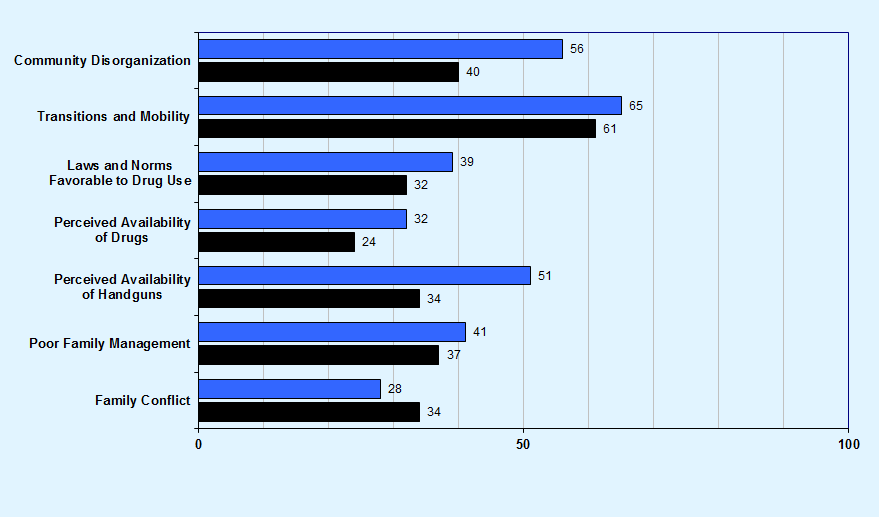 Community Disorganization
56
40
Transitions and Mobility
65
61
Laws and Norms
Favorable to Drug Use
39
32
Perceived Availability
of Drugs
32
24
Perceived Availability
of Handguns
51
34
Poor Family Management
41
37
Family Conflict
28
34
0 50 100